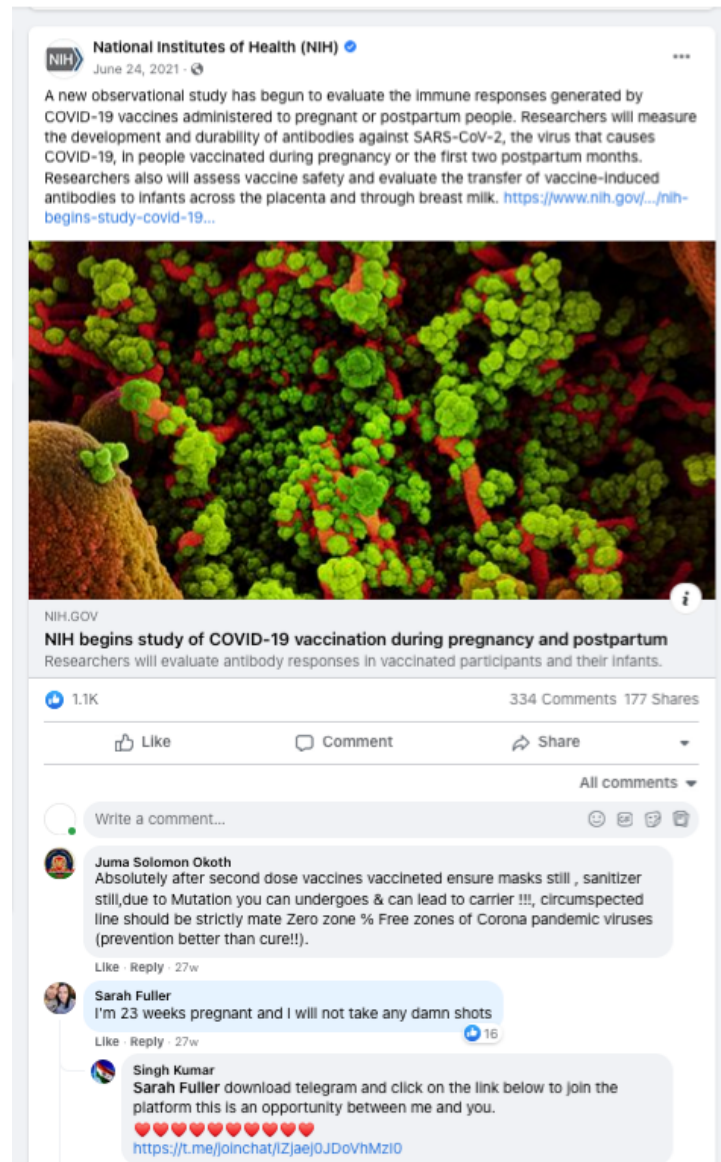 National Institutes of Health (NIH)
NIH
June 24, 2021 ·
A new observational study has begun to evaluate the immune responses generated by
COVID-19 vaccines administered to pregnant or postpartum people. Researchers will measure
the development and durability of antibodies against SARS-CoV-2, the virus that causes
COVID-19, in people vaccinated during pregnancy or the first two postpartum months.
Researchers also will assess vaccine safety and evaluate the transfer of vaccine-induced
antibodies to infants across the placenta and through breast milk. https://www.nih.gov/.../nih-
begins-study-covid-19...
i
NIH.GOV
NIH begins study of COVID-19 vaccination during pregnancy and postpartum
Researchers will evaluate antibody responses in vaccinated participants and their infants.
1.1K 334 Comments 177 Shares
Like Comment Share
All comments
Write a comment... GIF
Juma Solomon Okoth
Absolutely after second dose vaccines vaccineted ensure masks still , sanitizer
still,due to Mutation you can undergoes & can lead to carrier !!!, circumspected
line should be strictly mate Zero zone % Free zones of Corona pandemic viruses
(prevention better than cure!!).
Like · Reply · 27w
Sarah Fuller
I'm 23 weeks pregnant and I will not take any damn shots
16
Like · Reply · 27w
Singh Kumar
Sarah Fuller download telegram and click on the link below to join the
platform this is an opportunity between me and you.
❤️❤️❤️❤️❤️❤️❤️❤️❤️❤️